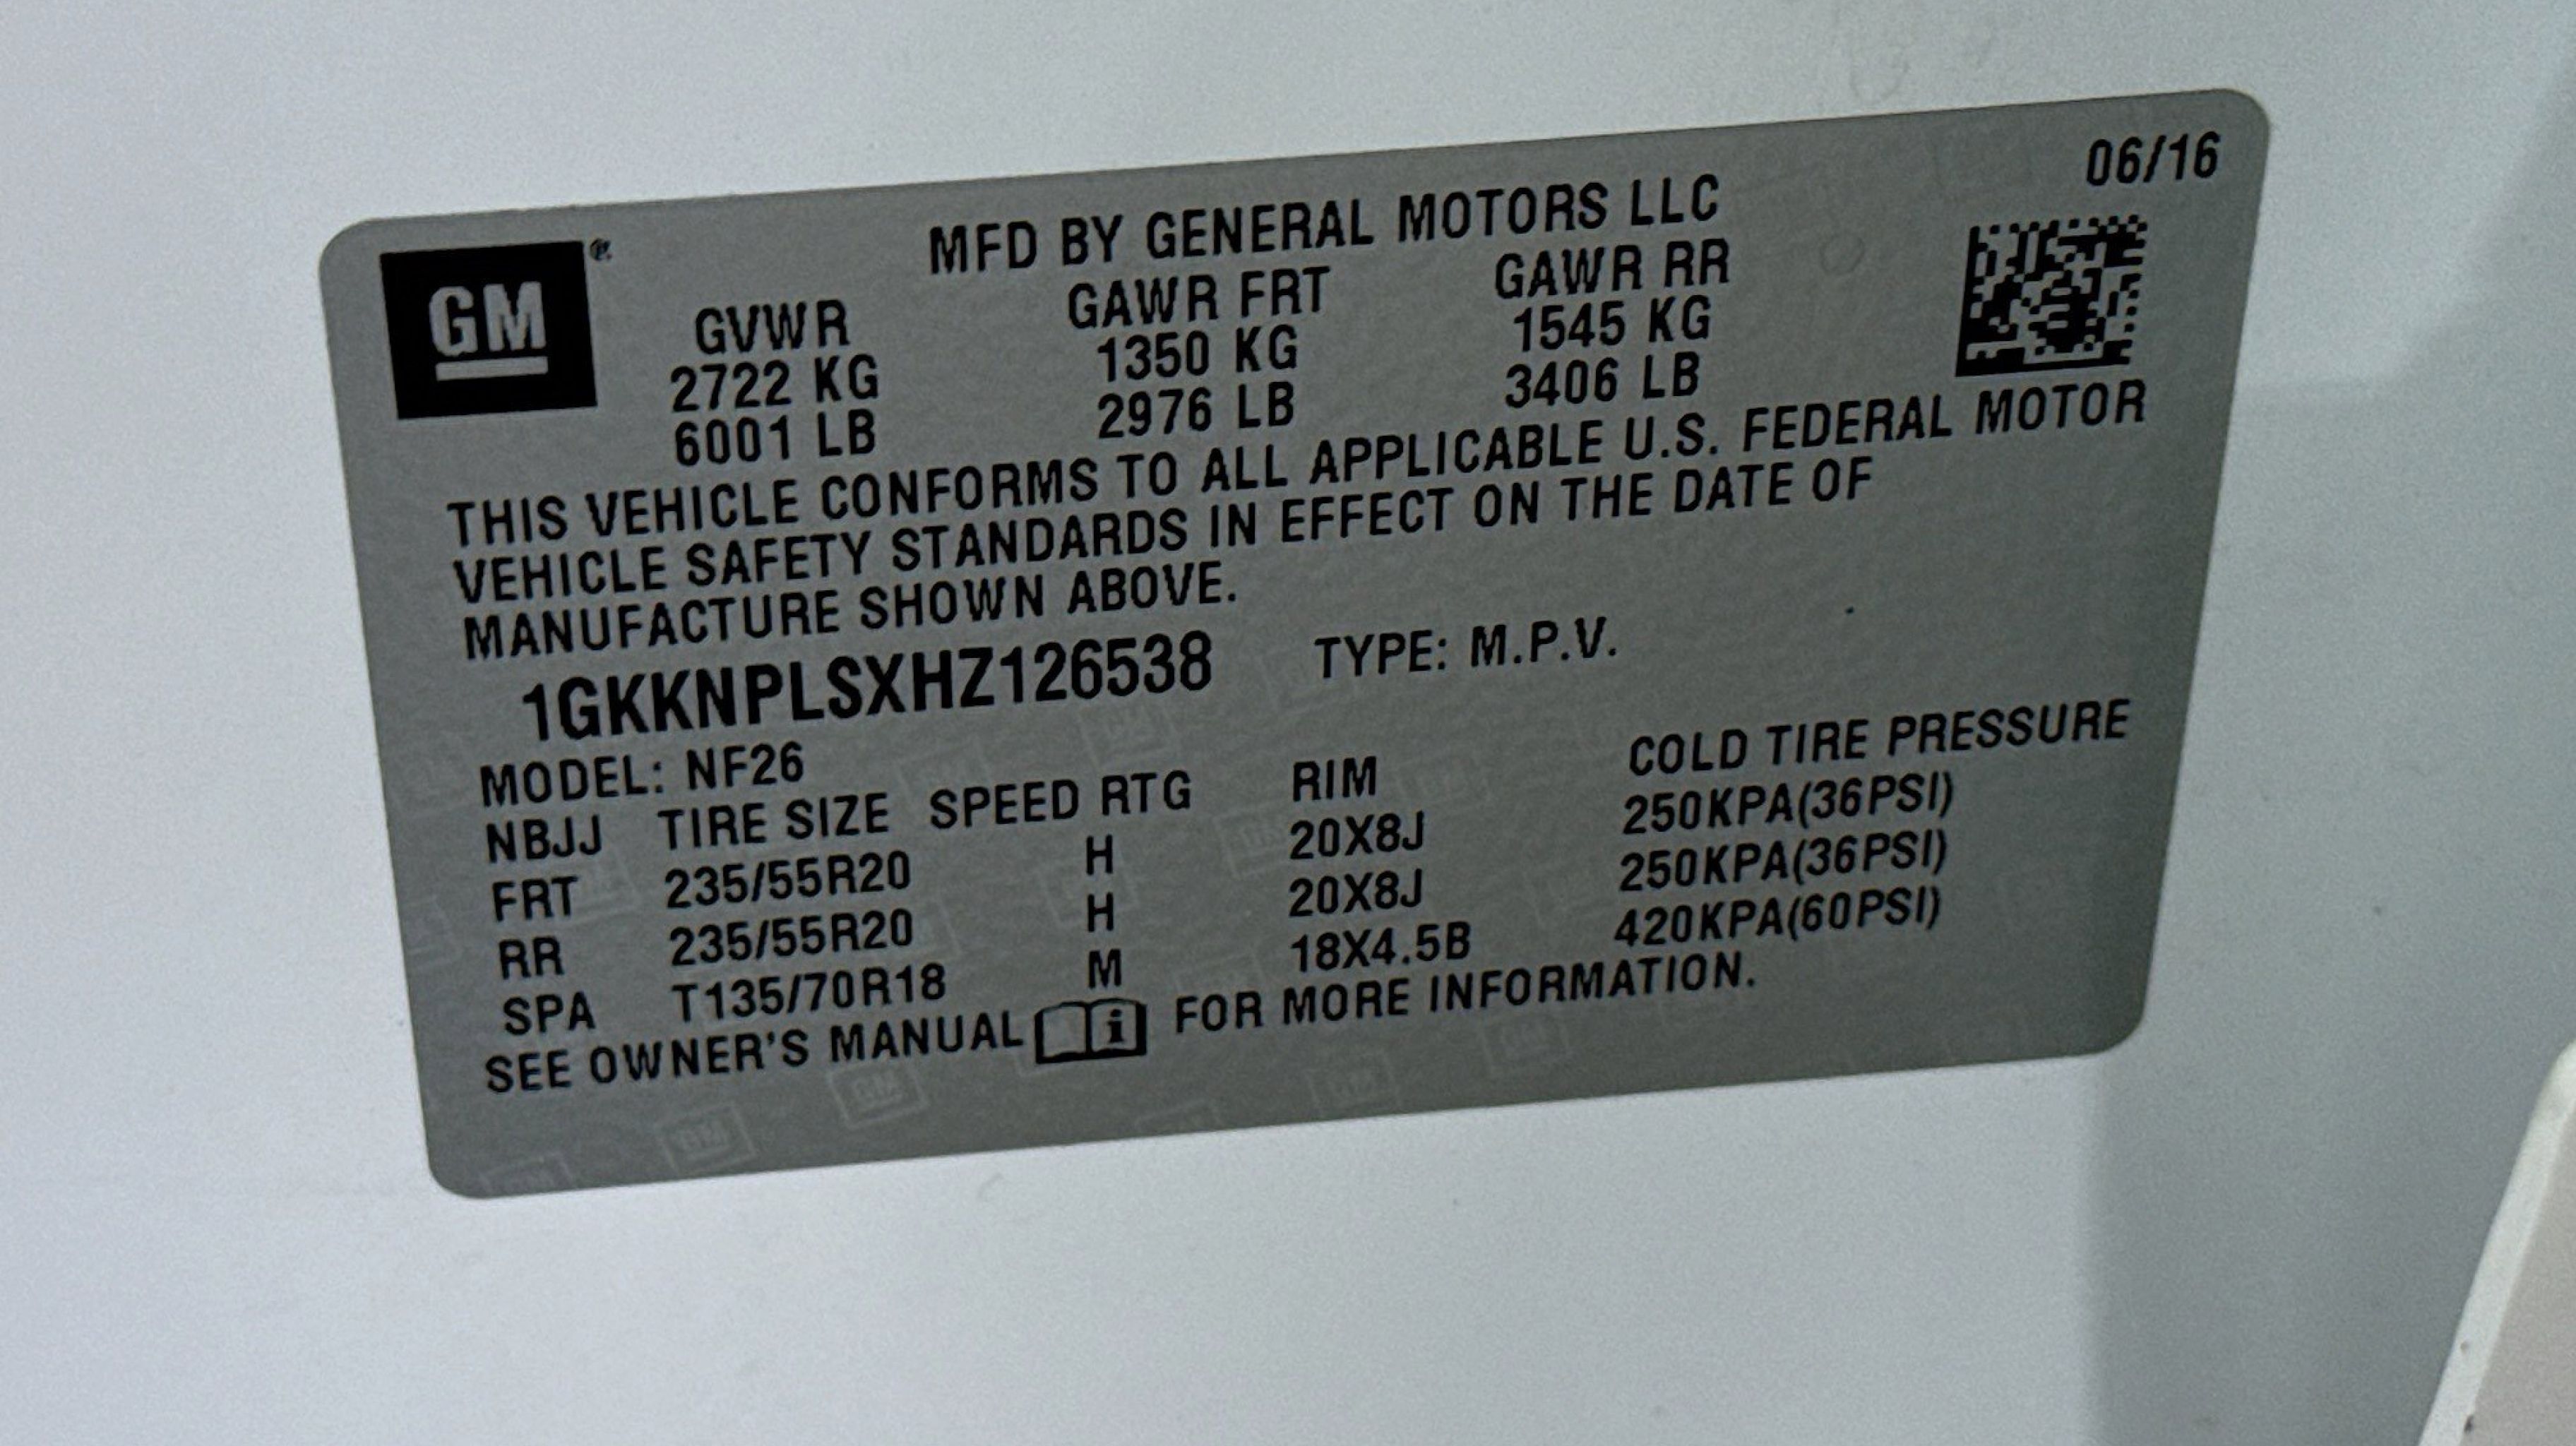 06/16
GM®
MFD BY GENERAL MOTORS LLC
GVWR GAWR FRT GAWR RR
2722 KG 1350 KG 1545 KG
6001 LB 2976 LB 3406 LB
THIS VEHICLE CONFORMS TO ALL APPLICABLE U.S. FEDERAL MOTOR
VEHICLE SAFETY STANDARDS IN EFFECT ON THE DATE OF
MANUFACTURE SHOWN ABOVE.
1GKKNPLSXHZ126538 TYPE: M.P.V.
MODEL: NF26
NBJJ TIRE SIZE SPEED RTG RIM COLD TIRE PRESSURE
FRT 235/55R20 H 20X8J 250KPA(36PSI)
RR 235/55R20 H 20X8J 250KPA(36PSI)
SPA T135/70R18 M 18X4.5B 420KPA(60PSI)
SEE OWNER'S MANUAL i FOR MORE INFORMATION.